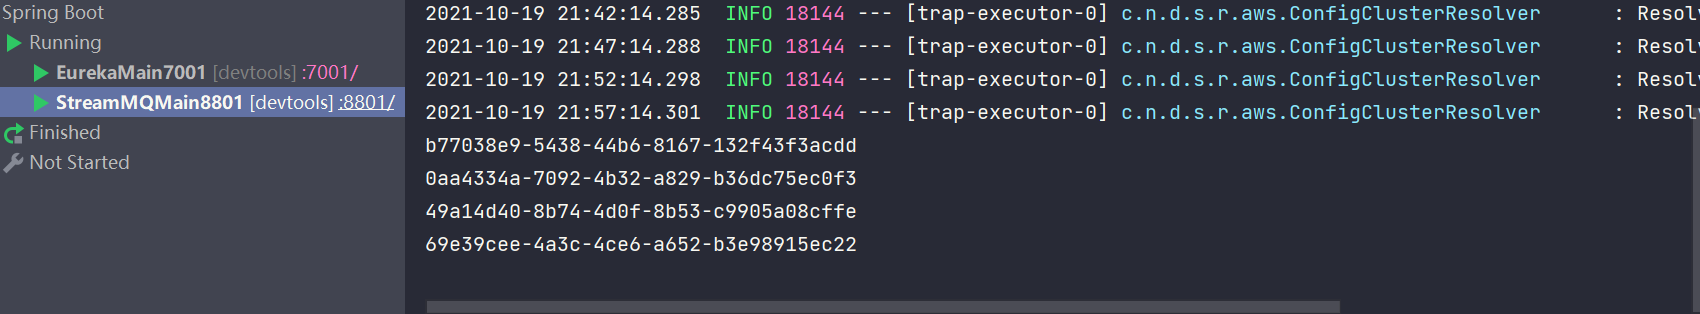 Spring Boot
Running
EurekaMain7001 [devtools] :7001/
StreamMQMain8801 [devtools] :8801/
Finished
Not Started
2021-10-19 21:42:14.285 INFO 18144 --- [trap-executor-0] c.n.d.s.r.aws.ConfigClusterResolver : Resolv
2021-10-19 21:47:14.288 INFO 18144 --- [trap-executor-0] c.n.d.s.r.aws.ConfigClusterResolver : Resolv
2021-10-19 21:52:14.298 INFO 18144 --- [trap-executor-0] c.n.d.s.r.aws.ConfigClusterResolver : Resolv
2021-10-19 21:57:14.301 INFO 18144 --- [trap-executor-0] c.n.d.s.r.aws.ConfigClusterResolver : Resolv
b77038e9-5438-44b6-8167-132f43f3acdd
0aa4334a-7092-4b32-a829-b36dc75ec0f3
49a14d40-8b74-4d0f-8b53-c9905a08cffe
69e39cee-4a3c-4ce6-a652-b3e98915ec22